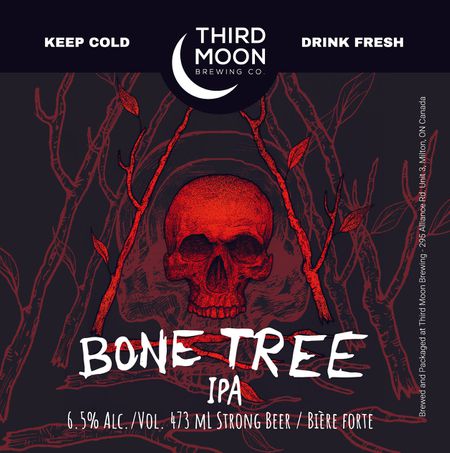 KEEP COLD
THIRD
MOON
BREWING CO.
DRINK FRESH
BONE TREE
IPA
6.5% ALC./VOL. 473 ML STRONG BEER / BIÈRE FORTE
Brewed and Packaged at Third Moon Brewing - 295 Alliance Rd. Unit 3, Milton, ON Canada